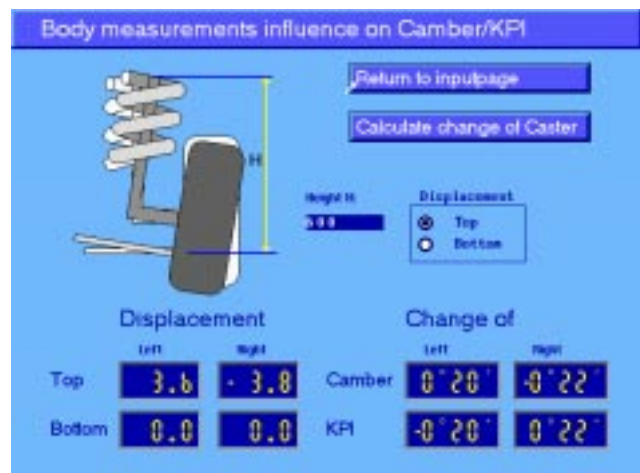 Body measurements influence on Camber/KPI
Return to inputpage
Calculate change of Caster
H
Height H
600
Displacement
Top
Bottom
Displacement
Change of
Left Right Left Right
Top 3.6 - 3.8 Camber 0°20' -0°22'
Bottom 0.0 0.0 KPI -0°20' 0°22'